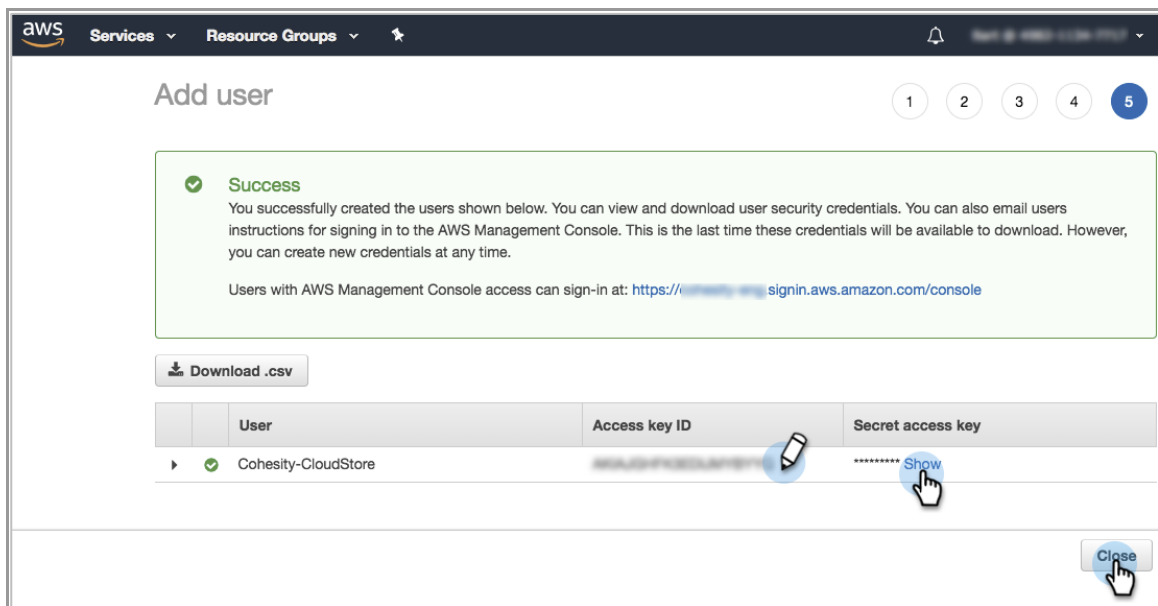 aws Services Resource Groups
Add user
1 2 3 4 5
Success
You successfully created the users shown below. You can view and download user security credentials. You can also email users
instructions for signing in to the AWS Management Console. This is the last time these credentials will be available to download. However,
you can create new credentials at any time.
Users with AWS Management Console access can sign-in at: https:// signin.aws.amazon.com/console
Download .csv
User Access key ID Secret access key
Cohesity-CloudStore ********* Show
Close